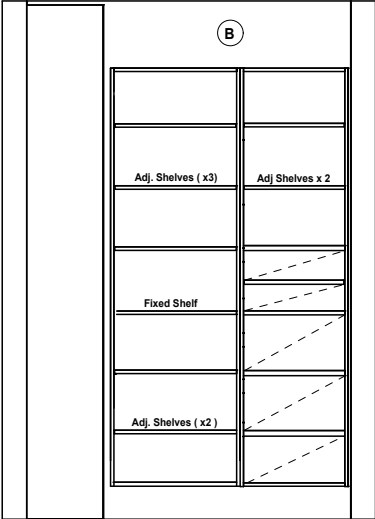 B
Adj. Shelves ( x3)
Adj Shelves x 2
Fixed Shelf
Adj. Shelves ( x2 )